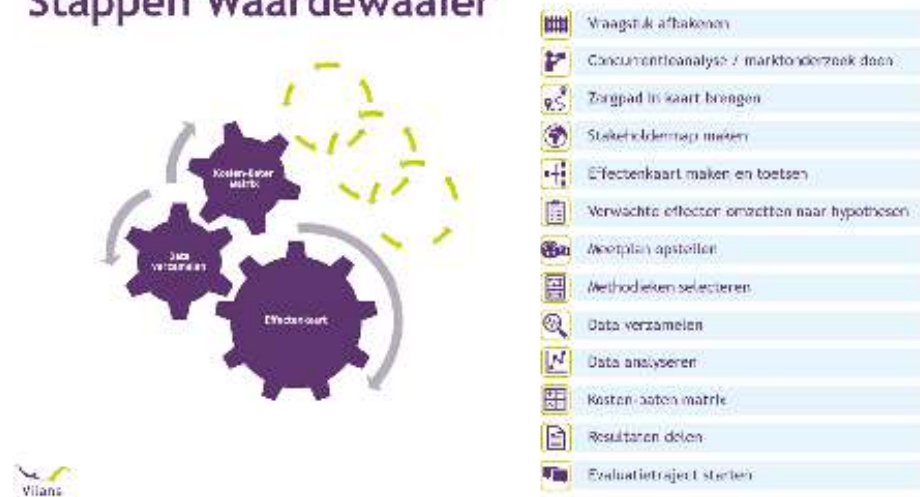 Stappen Waardewaaier
Kosten-Baten
Matrix
Data
verzamelen
Effectenkaart
Vilans
Vraagstuk afbakenen
Concurrentieanalyse / marktonderzoek doen
Zorgpad in kaart brengen
Stakeholdermap maken
Effectenkaart maken en toetsen
Verwachte effecten omzetten naar hypothesen
Meetplan opstellen
Methodieken selecteren
Data verzamelen
Data analyseren
Kosten-baten matrix
Resultaten delen
Evaluatietraject starten